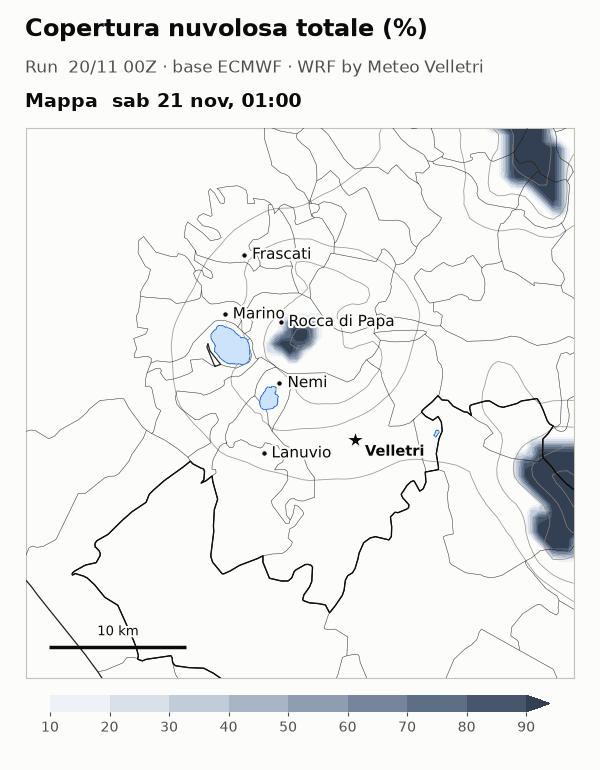 Copertura nuvolosa totale (%)
Run  20/11 00Z · base ECMWF · WRF by Meteo Velletri
Mappa  sab 21 nov, 01:00
Frascati
Marino
Rocca di Papa
Nemi
Velletri
Lanuvio
10 km
10 20 30 40 50 60 70 80 90